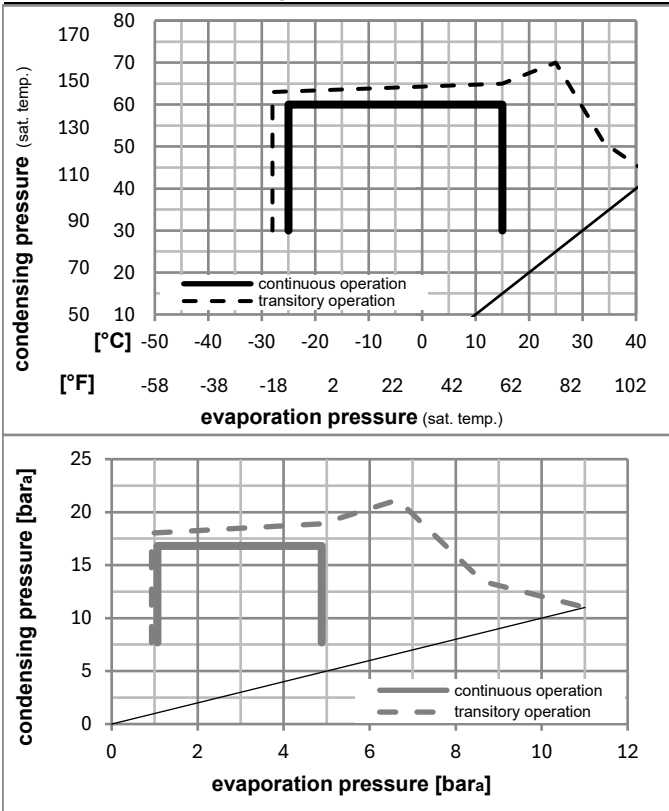 condensing pressure (sat. temp.)
170 80
150 70
130 60
110 50
90 40
70 30
50 20
10
continuous operation
transitory operation
[°C] -50 -40 -30 -20 -10 0 10 20 30 40
[°F] -58 -38 -18 2 22 42 62 82 102
evaporation pressure (sat. temp.)
condensing pressure [bara]
25
20
15
10
5
0
continuous operation
transitory operation
0 2 4 6 8 10 12
evaporation pressure [bara]